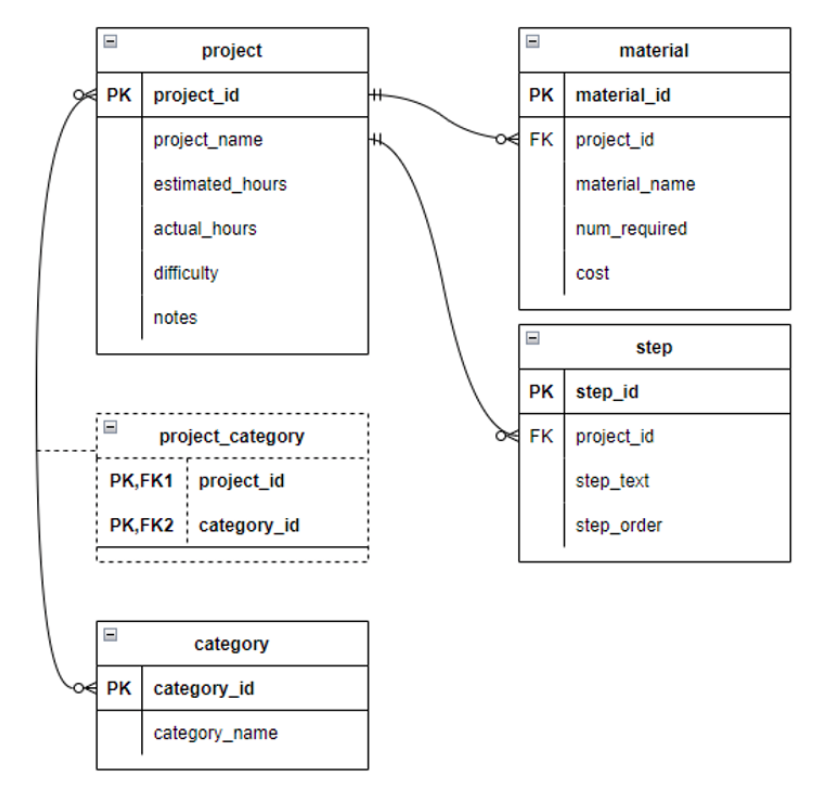 project
PK project_id
project_name
estimated_hours
actual_hours
difficulty
notes
material
PK material_id
FK project_id
material_name
num_required
cost
step
PK step_id
FK project_id
step_text
step_order
project_category
PK,FK1 project_id
PK,FK2 category_id
category
PK category_id
category_name